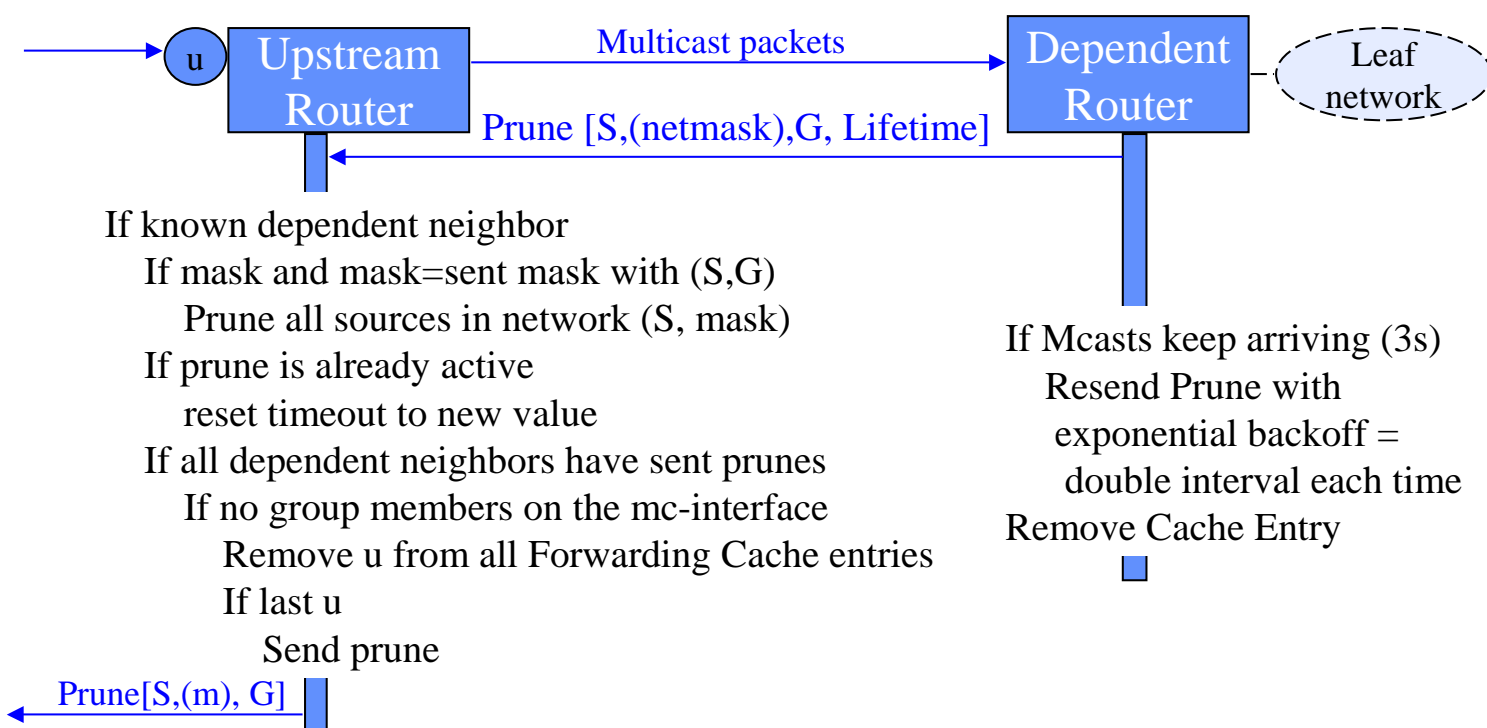 u
Upstream
Router
Multicast packets
Dependent
Router
Leaf
network
Prune [S,(netmask),G, Lifetime]
If known dependent neighbor
If mask and mask=sent mask with (S,G)
Prune all sources in network (S, mask)
If prune is already active
reset timeout to new value
If all dependent neighbors have sent prunes
If no group members on the mc-interface
Remove u from all Forwarding Cache entries
If last u
Send prune
If Mcasts keep arriving (3s)
Resend Prune with
exponential backoff =
double interval each time
Remove Cache Entry
Prune[S,(m), G]